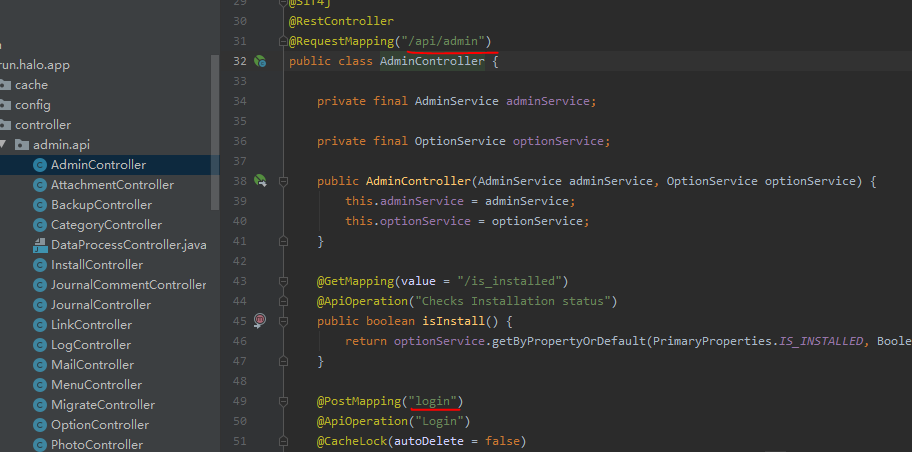 run.halo.app
cache
config
controller
admin.api
AdminController
AttachmentController
BackupController
CategoryController
DataProcessController.java
InstallController
JournalCommentController
JournalController
LinkController
LogController
MailController
MenuController
MigrateController
OptionController
PhotoController
29 @Slf4j
30 @RestController
31 @RequestMapping("/api/admin")
32 public class AdminController {
33
34 private final AdminService adminService;
35
36 private final OptionService optionService;
37
38 public AdminController(AdminService adminService, OptionService optionService) {
39 this.adminService = adminService;
40 this.optionService = optionService;
41 }
42
43 @GetMapping(value = "/is_installed")
44 @ApiOperation("Checks Installation status")
45 public boolean isInstall() {
46 return optionService.getByPropertyOrDefault(PrimaryProperties.IS_INSTALLED, Boole
47 }
48
49 @PostMapping("login")
50 @ApiOperation("Login")
51 @CacheLock(autoDelete = false)